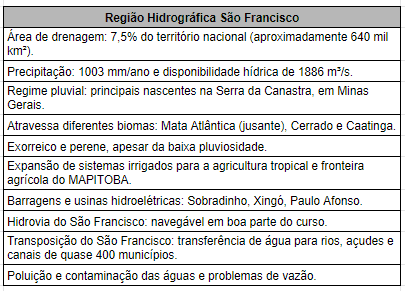 Região Hidrográfica São Francisco
Área de drenagem: 7,5% do território nacional (aproximadamente 640 mil
km²).
Precipitação: 1003 mm/ano e disponibilidade hídrica de 1886 m³/s.
Regime pluvial: principais nascentes na Serra da Canastra, em Minas
Gerais.
Atravessa diferentes biomas: Mata Atlântica (jusante), Cerrado e Caatinga.
Exorreico e perene, apesar da baixa pluviosidade.
Expansão de sistemas irrigados para a agricultura tropical e fronteira
agrícola do MAPITOBA.
Barragens e usinas hidroelétricas: Sobradinho, Xingó, Paulo Afonso.
Hidrovia do São Francisco: navegável em boa parte do curso.
Transposição do São Francisco: transferência de água para rios, açudes e
canais de quase 400 municípios.
Poluição e contaminação das águas e problemas de vazão.